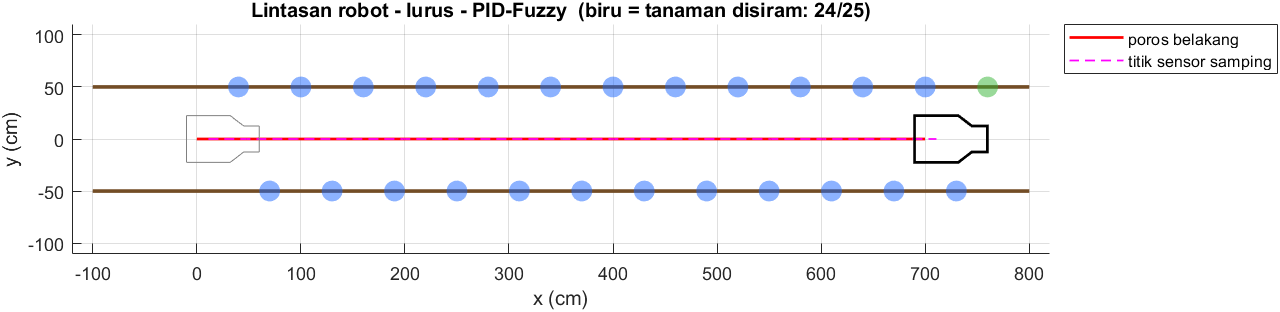 Lintasan robot - lurus - PID-Fuzzy  (biru = tanaman disiram: 24/25)
poros belakang
titik sensor samping
y (cm)
100
50
0
-50
-100
-100 0 100 200 300 400 500 600 700 800
x (cm)